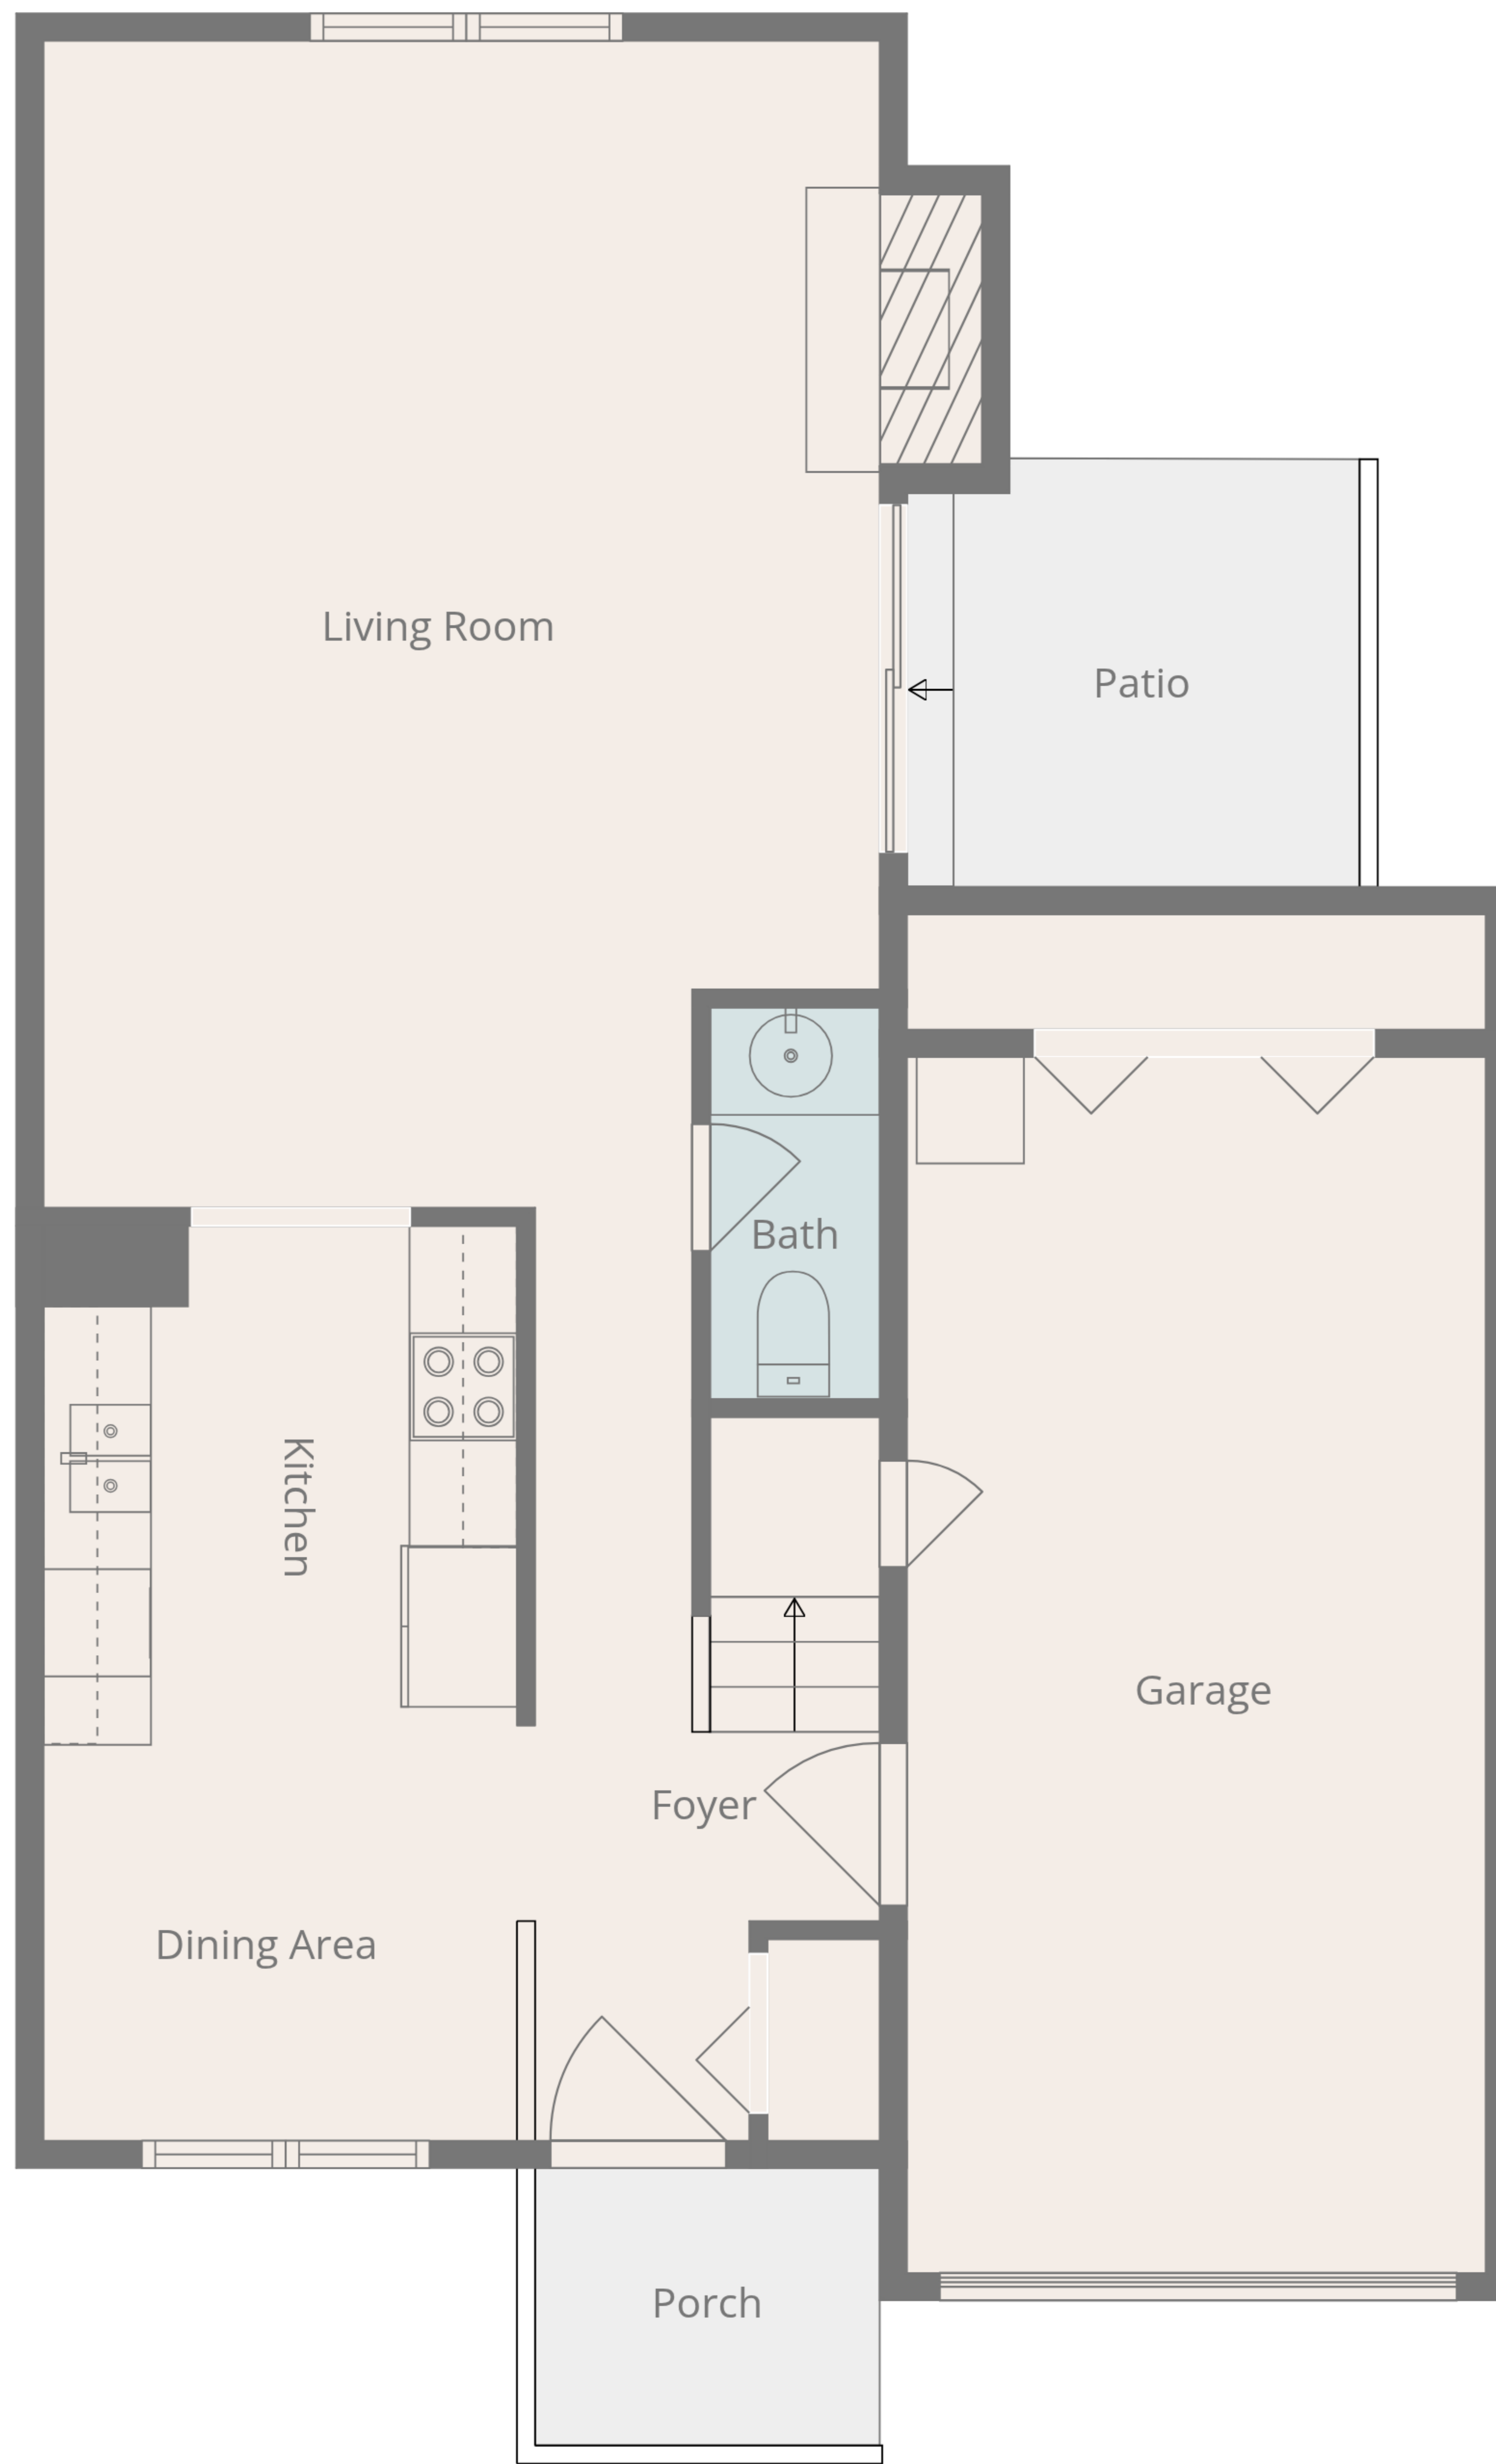 Living Room
Patio
Bath
Kitchen
Garage
Foyer
Dining Area
Porch